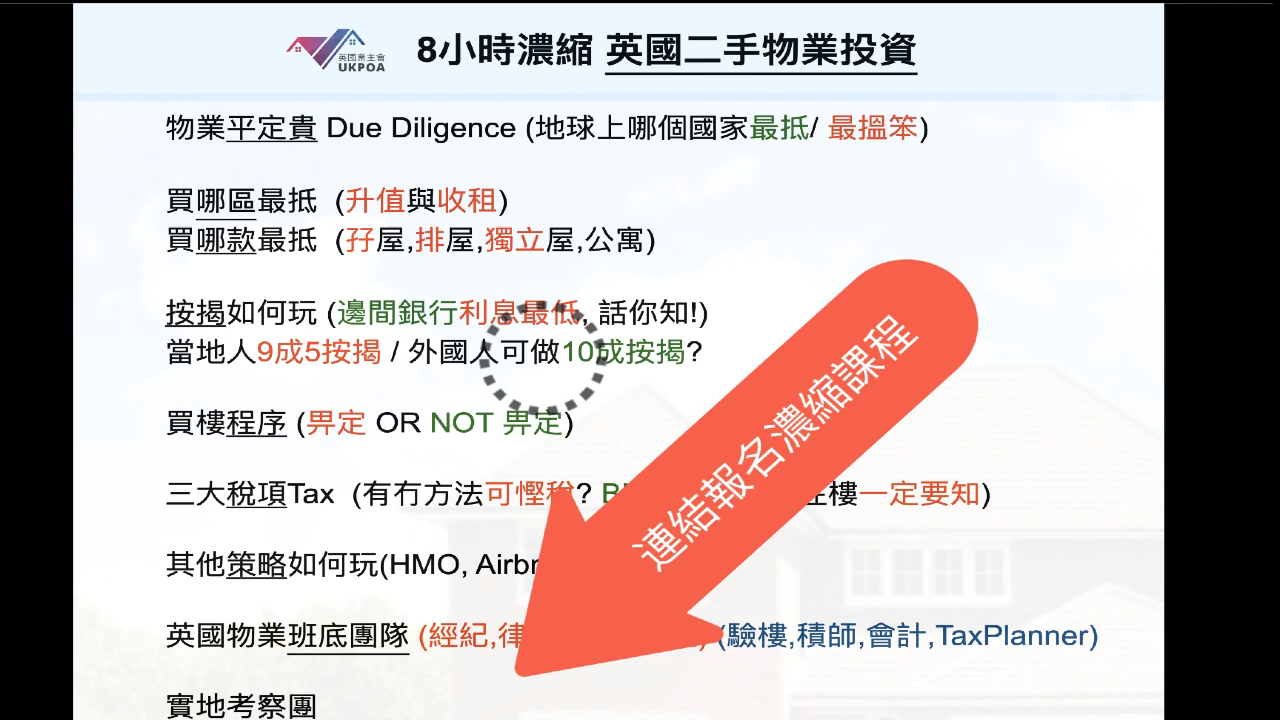 英國業主會
UKPOA
8小時濃縮 英國二手物業投資
物業平定貴 Due Diligence (地球上哪個國家最抵/ 最搵笨)
買哪區最抵 (升值與收租)
買哪款最抵 (孖屋,排屋,獨立屋,公寓)
按揭如何玩 (邊間銀行利息最低, 話你知!)
當地人9成5按揭 / 外國人可做10成按揭?
買樓程序 (畀定 OR NOT 畀定)
三大稅項Tax (有冇方法可慳稅? 樓一定要知)
其他策略如何玩(HMO,
英國物業班底團隊 (經紀, (驗樓,積師,會計,TaxPlanner)
實地考察團
連結報名濃縮課程